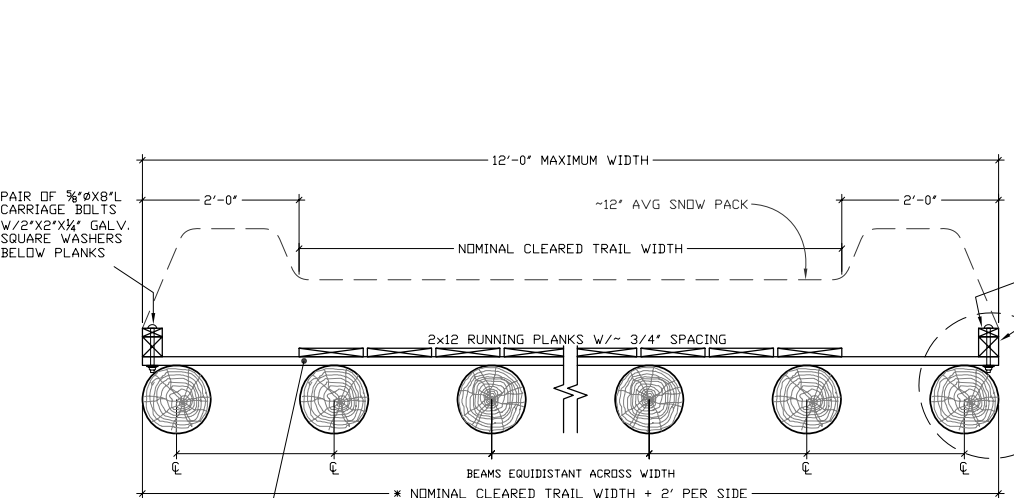 12'-0" MAXIMUM WIDTH
PAIR OF ⅝"ØX8"L
CARRIAGE BOLTS
W/2"X2"X¼" GALV.
SQUARE WASHERS
BELOW PLANKS
2'-0"
~12" AVG SNOW PACK
2'-0"
NOMINAL CLEARED TRAIL WIDTH
2x12 RUNNING PLANKS W/~ 3/4" SPACING
℄ ℄ ℄ ℄
BEAMS EQUIDISTANT ACROSS WIDTH
* NOMINAL CLEARED TRAIL WIDTH + 2' PER SIDE